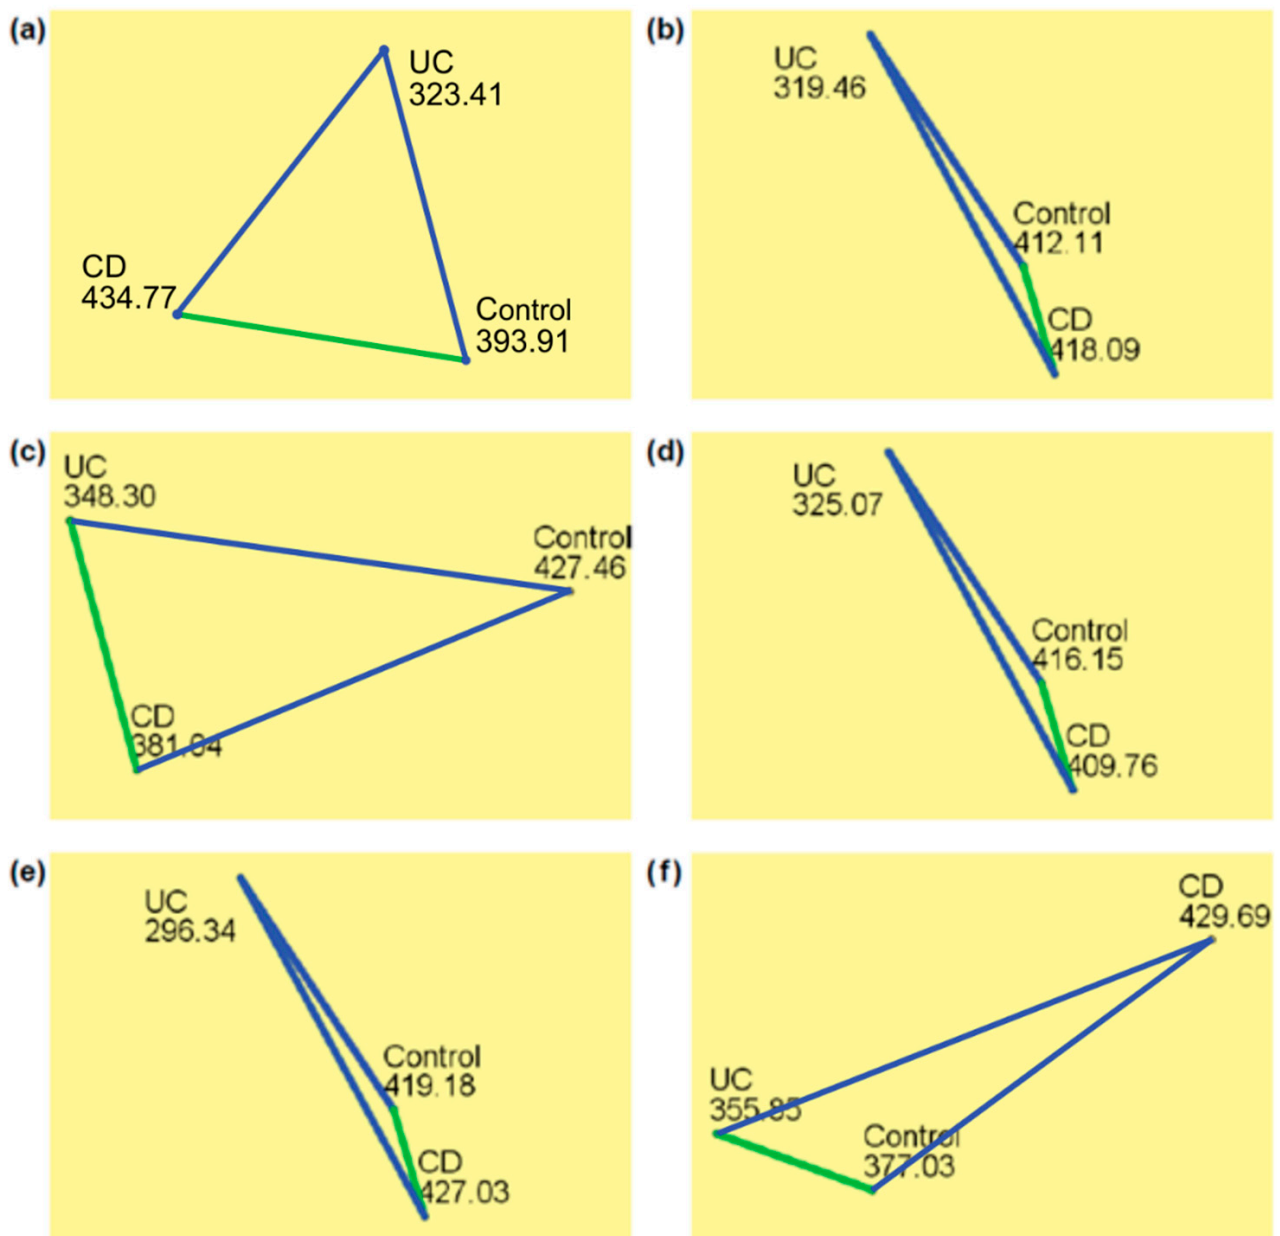 (a)
UC
323.41
CD
434.77
Control
393.91
(b)
UC
319.46
Control
412.11
CD
418.09
(c)
UC
348.30
Control
427.46
CD
381.04
(d)
UC
325.07
Control
416.15
CD
409.76
(e)
UC
296.34
Control
419.18
CD
427.03
(f)
CD
429.69
UC
355.85
Control
377.03